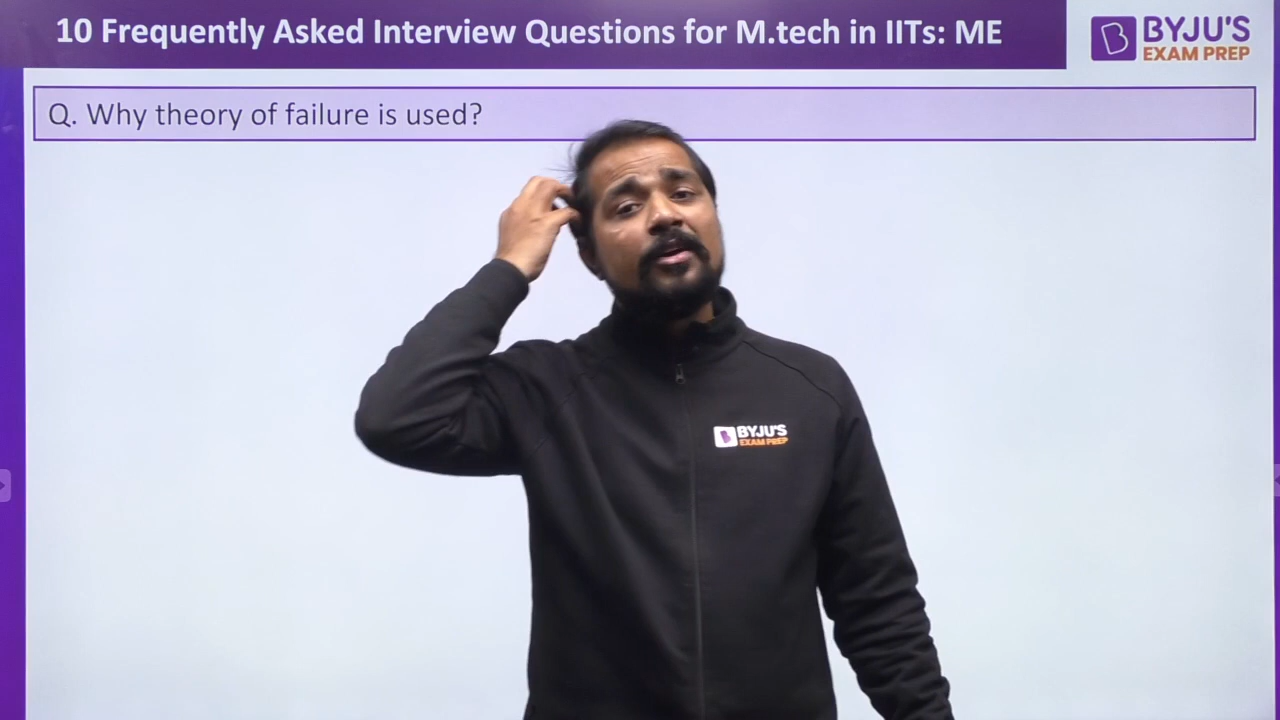 10 Frequently Asked Interview Questions for M.tech in IITs: ME
BYJU'S
EXAM PREP
Q. Why theory of failure is used?
BYJU'S
EXAM PREP